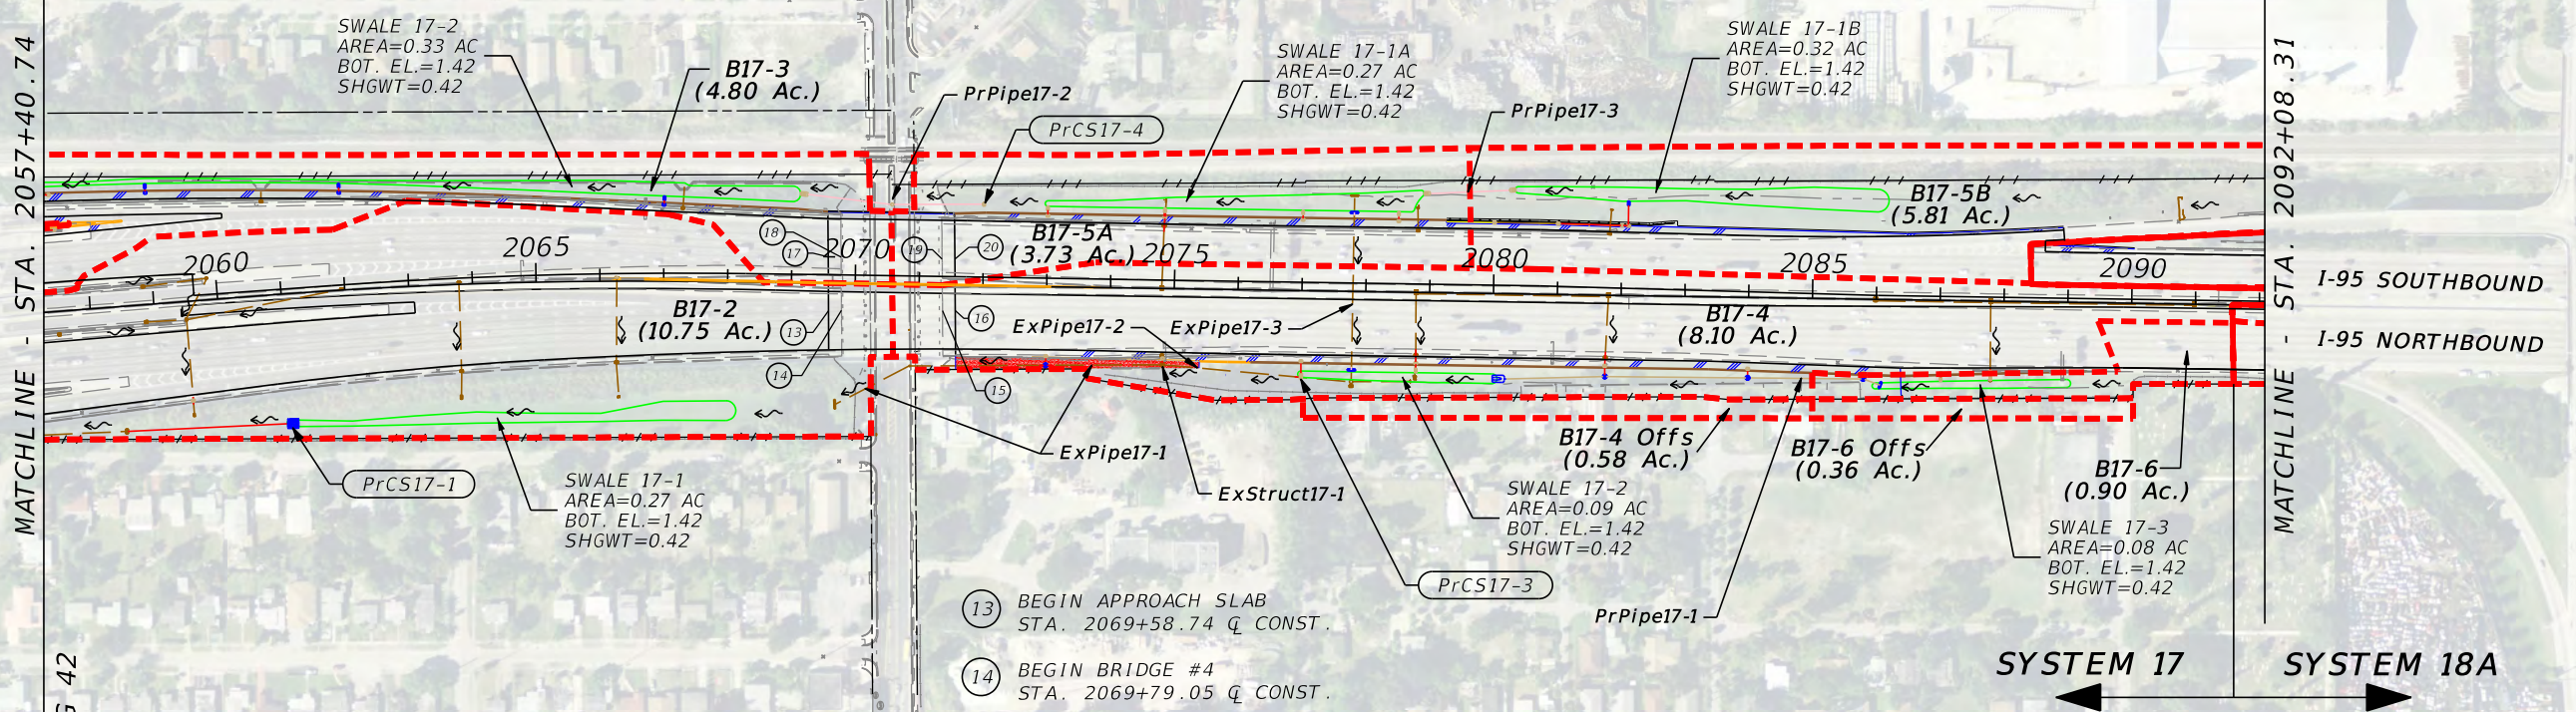 MATCHLINE - STA. 2057+40.74
SWALE 17-2
AREA=0.33 AC
BOT. EL.=1.42
SHGWT=0.42
B17-3
(4.80 Ac.)
PrPipe17-2
PrCS17-4
SWALE 17-1A
AREA=0.27 AC
BOT. EL.=1.42
SHGWT=0.42
PrPipe17-3
SWALE 17-1B
AREA=0.32 AC
BOT. EL.=1.42
SHGWT=0.42
B17-5B
(5.81 Ac.)
MATCHLINE - STA. 2092+08.31
18
17
19
20
B17-5A
(3.73 Ac.)
2060
2065
2070
2075
2080
2085
2090
I-95 SOUTHBOUND
I-95 NORTHBOUND
B17-2
(10.75 Ac.)
13
14
16
15
ExPipe17-2
ExPipe17-3
B17-4
(8.10 Ac.)
PrCS17-1
SWALE 17-1
AREA=0.27 AC
BOT. EL.=1.42
SHGWT=0.42
ExPipe17-1
ExStruct17-1
B17-4 Offs
(0.58 Ac.)
B17-6 Offs
(0.36 Ac.)
B17-6
(0.90 Ac.)
SWALE 17-2
AREA=0.09 AC
BOT. EL.=1.42
SHGWT=0.42
SWALE 17-3
AREA=0.08 AC
BOT. EL.=1.42
SHGWT=0.42
PrCS17-3
PrPipe17-1
13 BEGIN APPROACH SLAB
STA. 2069+58.74 ℄ CONST.
14 BEGIN BRIDGE #4
STA. 2069+79.05 ℄ CONST.
SYSTEM 17
SYSTEM 18A
42